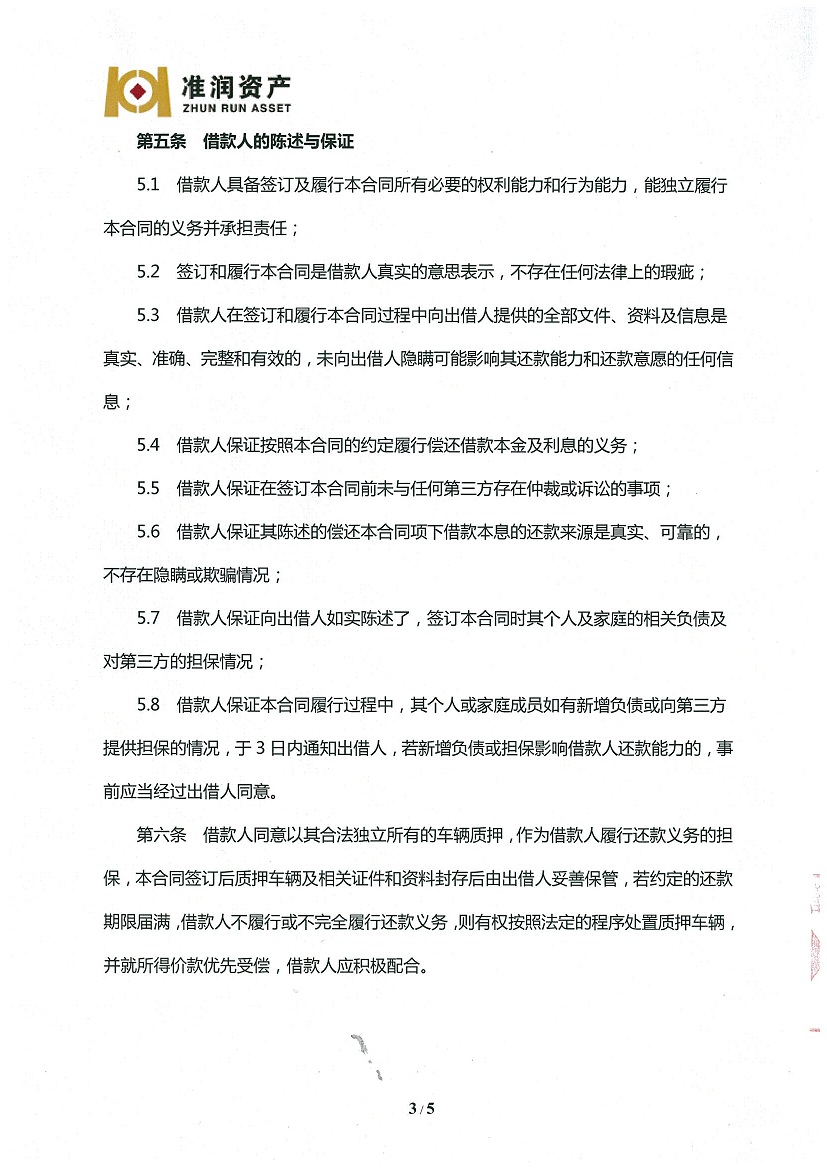 准润资产
ZHUN RUN ASSET
第五条 借款人的陈述与保证
5.1 借款人具备签订及履行本合同所有必要的权利能力和行为能力，能独立履行
本合同的义务并承担责任；
5.2 签订和履行本合同是借款人真实的意思表示，不存在任何法律上的瑕疵；
5.3 借款人在签订和履行本合同过程中向出借人提供的全部文件、资料及信息是
真实、准确、完整和有效的，未向出借人隐瞒可能影响其还款能力和还款意愿的任何信
息；
5.4 借款人保证按照本合同的约定履行偿还借款本金及利息的义务；
5.5 借款人保证在签订本合同前未与任何第三方存在仲裁或诉讼的事项；
5.6 借款人保证其陈述的偿还本合同项下借款本息的还款来源是真实、可靠的，
不存在隐瞒或欺骗情况；
5.7 借款人保证向出借人如实陈述了，签订本合同时其个人及家庭的相关负债及
对第三方的担保情况；
5.8 借款人保证本合同履行过程中，其个人或家庭成员如有新增负债或向第三方
提供担保的情况，于 3 日内通知出借人，若新增负债或担保影响借款人还款能力的，事
前应当经过出借人同意。
第六条 借款人同意以其合法独立所有的车辆质押，作为借款人履行还款义务的担
保，本合同签订后质押车辆及相关证件和资料封存后由出借人妥善保管，若约定的还款
期限届满，借款人不履行或不完全履行还款义务，则有权按照法定的程序处置质押车辆，
并就所得价款优先受偿，借款人应积极配合。
3 / 5